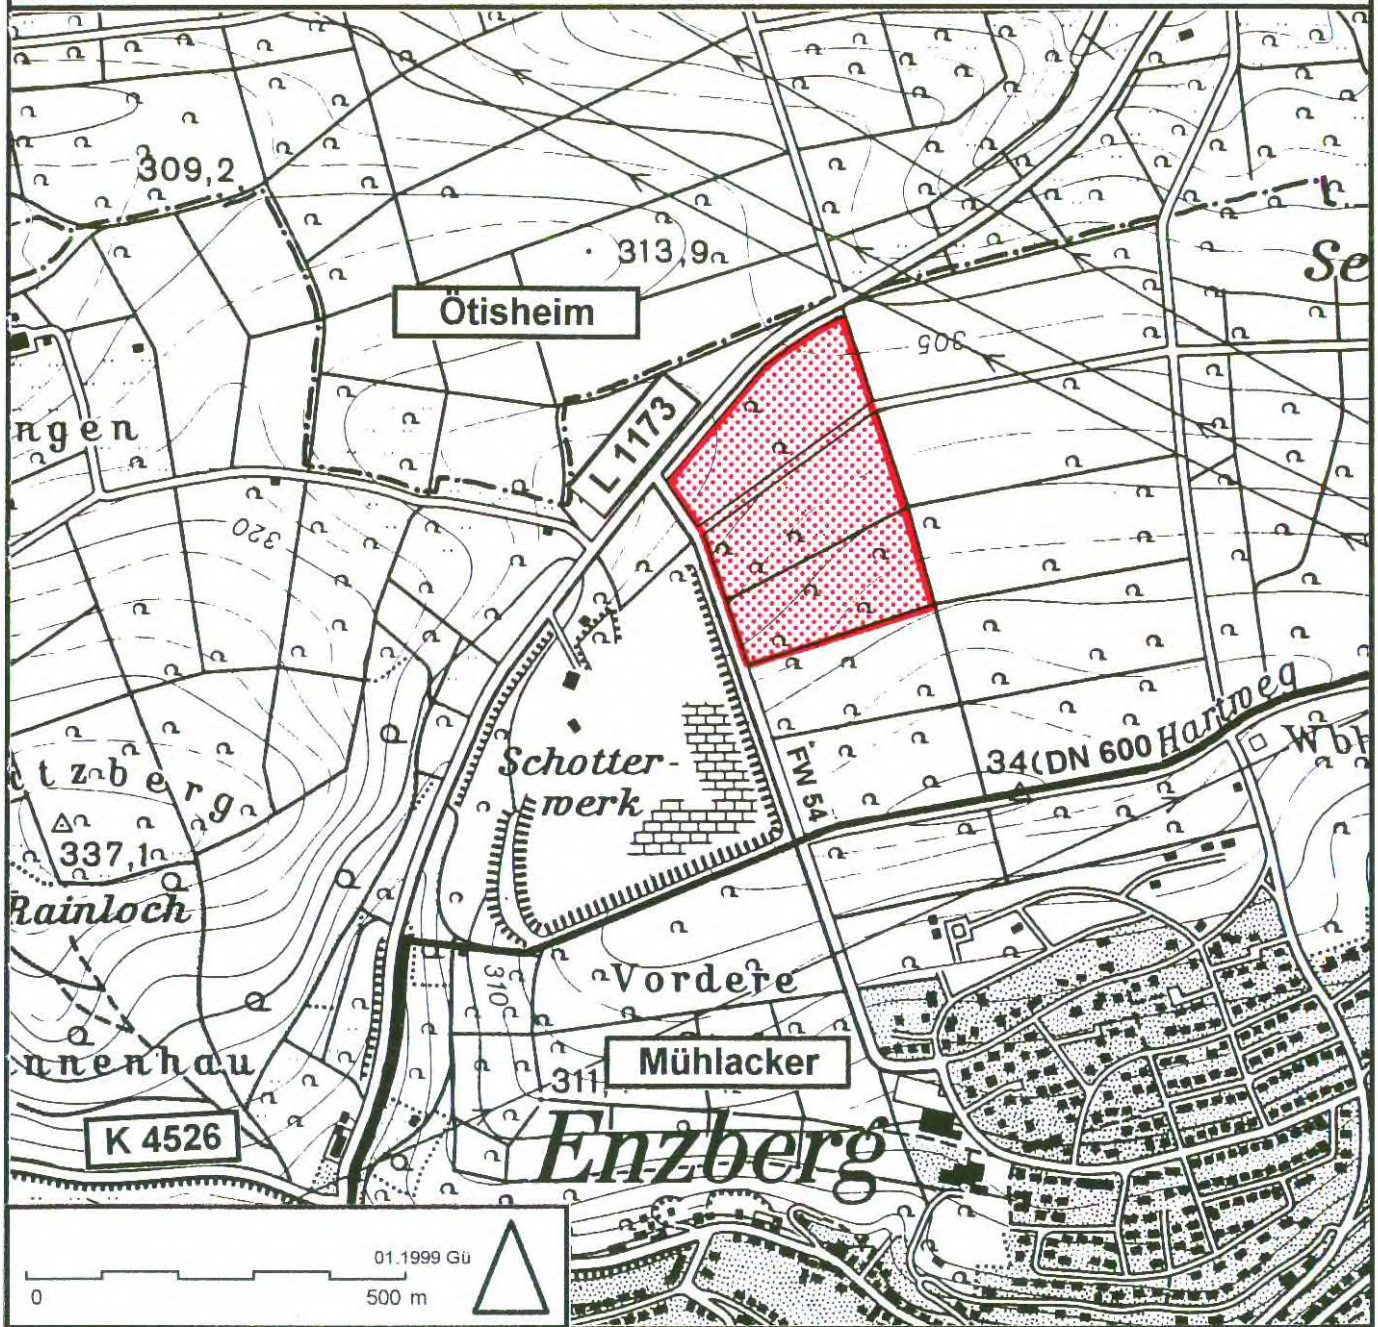 309,2
313,9
Ötisheim
Se
305
L 1173
ngen
320
Schotter-
werk
FW 54
34(DN 600
Hartweg
Wbh
tzberg
337,1
Rainloch
310
Vordere
nnenhau
311
Mühlacker
K 4526
Enzberg
01.1999 Gü
0
500 m